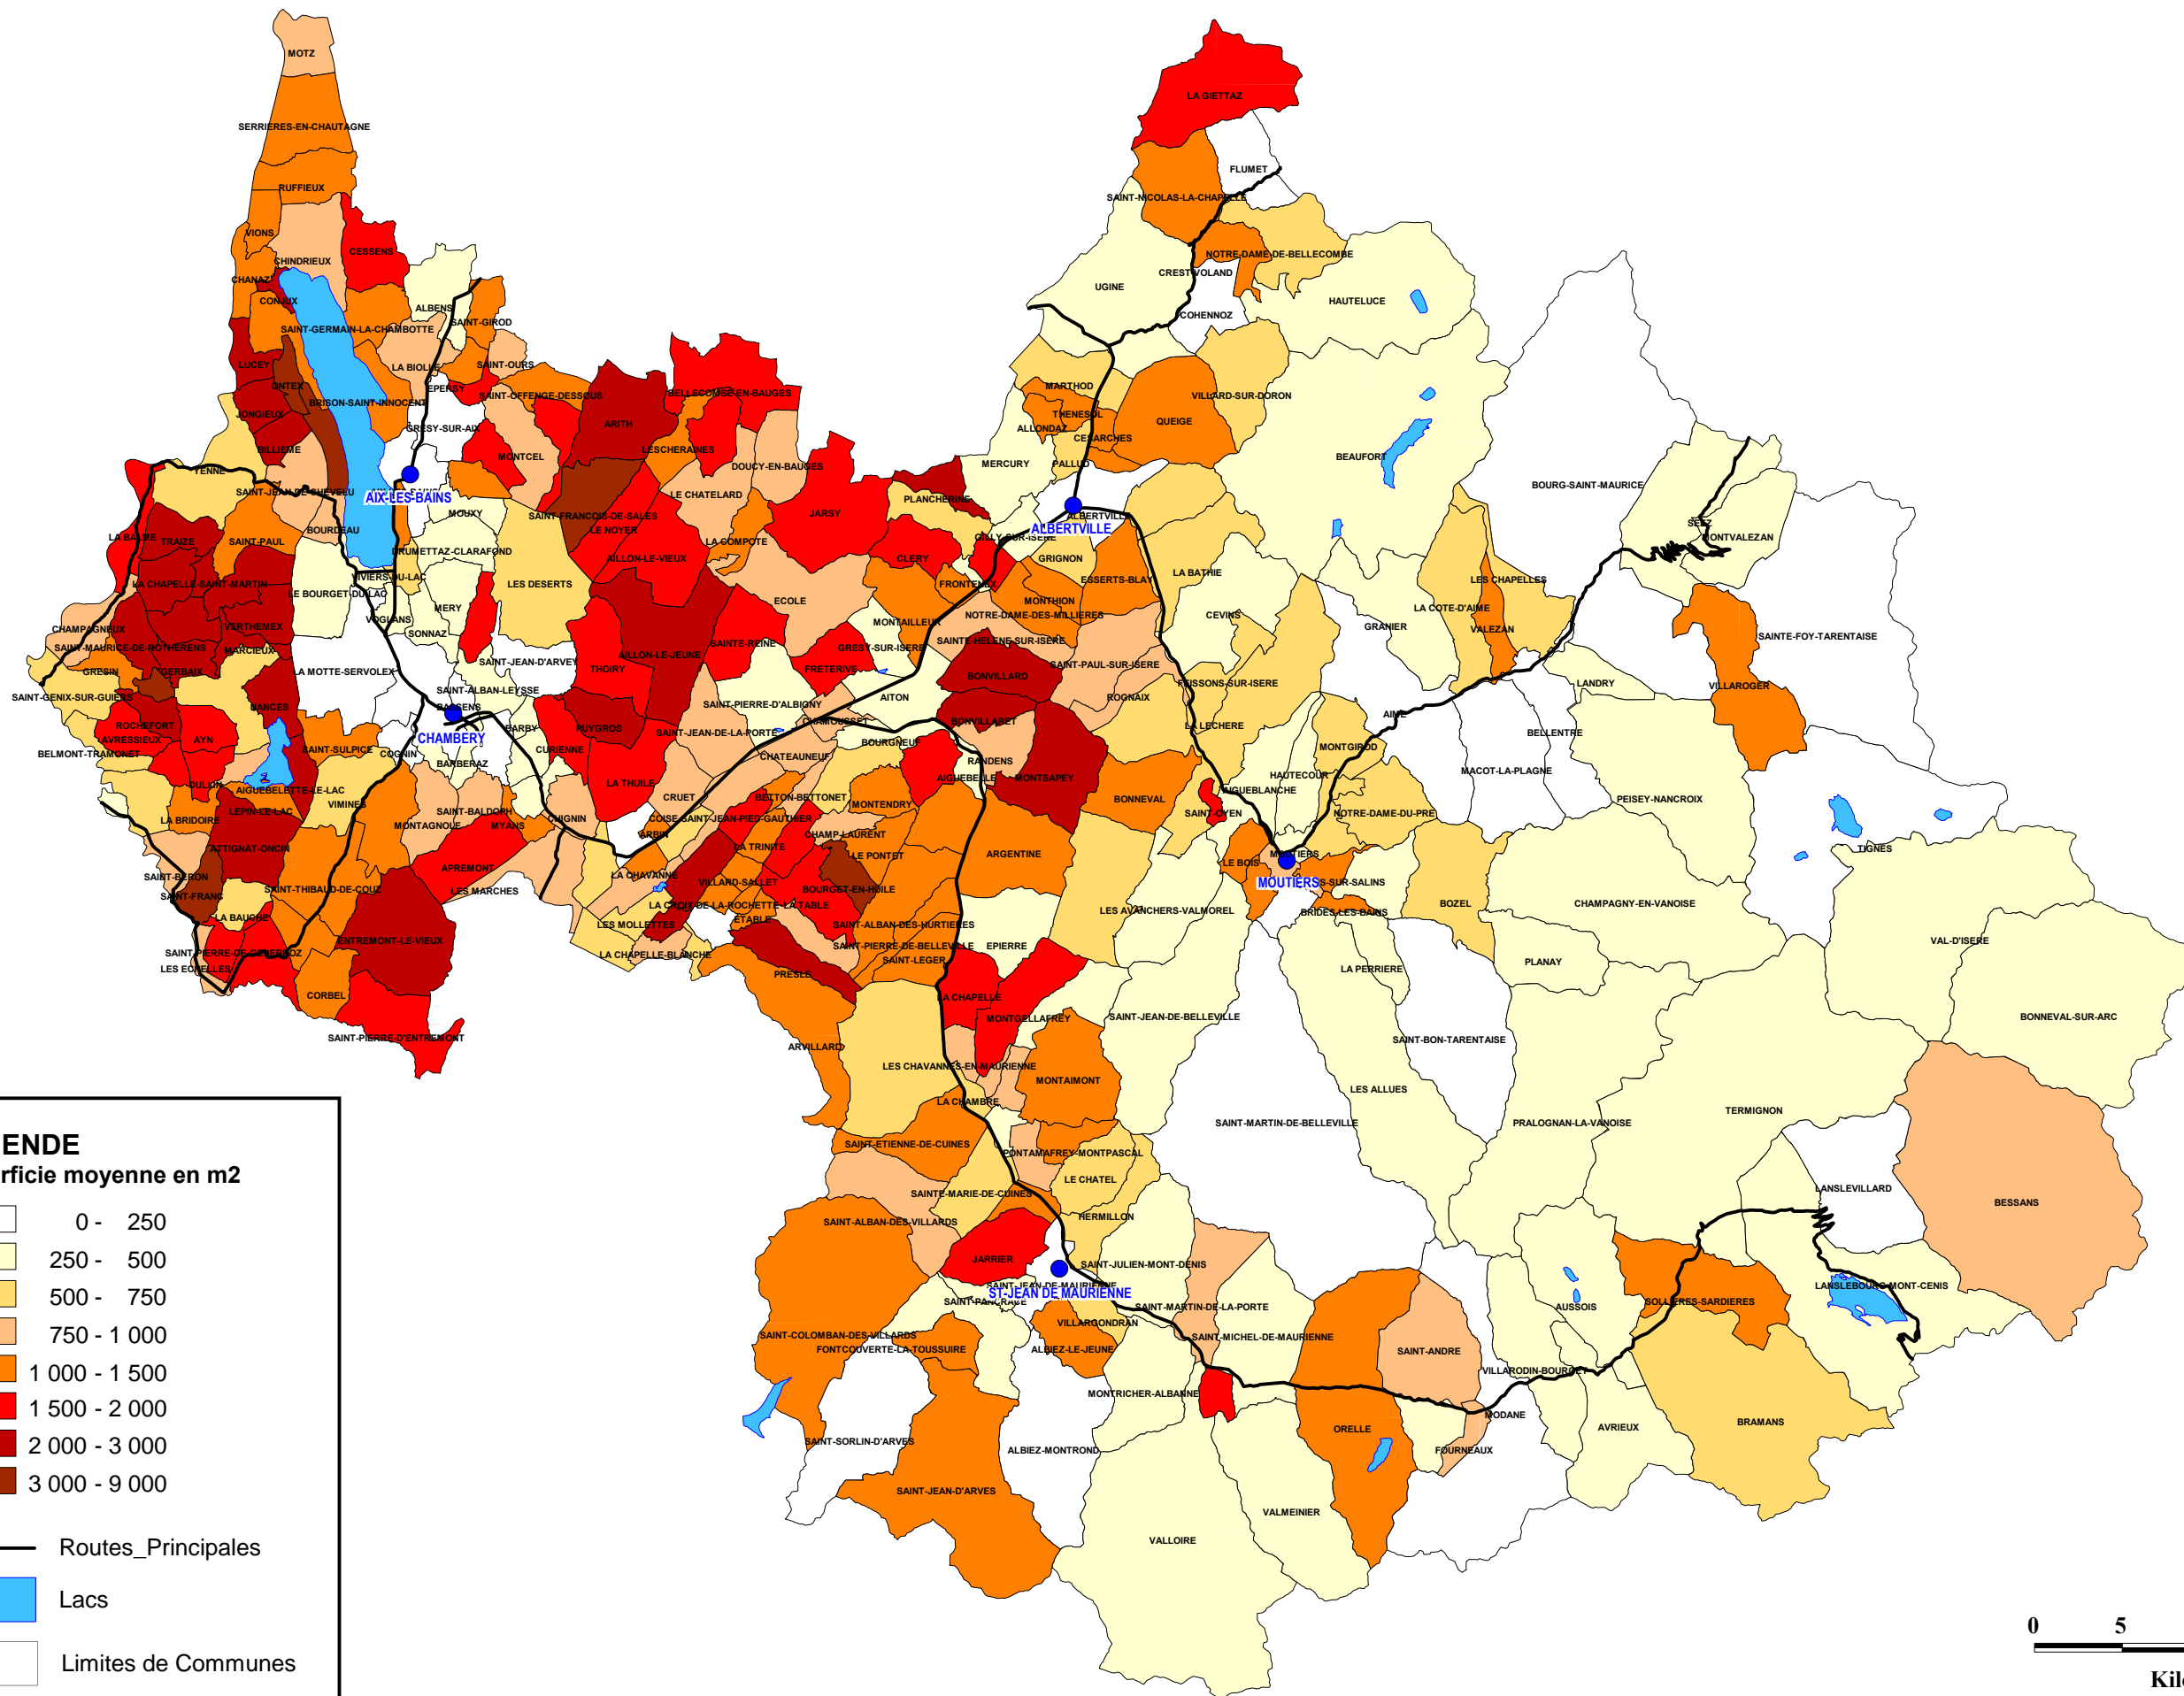 MOTZ
SERRIERES-EN-CHAUTAGNE
RUFFIEUX
VIONS
CESSENS
CHINDRIEUX
CHANAZ
CONJUX
ALBENS
SAINT-GERMAIN-LA-CHAMBOTTE
SAINT-GIROD
LA BIOLLE
SAINT-OURS
LUCEY
ONTEX
EPERSY
BRISON-SAINT-INNOCENT
SAINT-OFFENGE-DESSOUS
JONGIEUX
GRESY-SUR-AIX
ARITH
BELLECOMBE-EN-BAUGES
BILLIEME
MONTCEL
LESCHERAINES
YENNE
DOUCY-EN-BAUGES
SAINT-JEAN-DE-CHEVELU
AIX-LES-BAINS
LE CHATELARD
MOUXY
SAINT-FRANCOIS-DE-SALES
LE NOYER
JARSY
BOURDEAU
LA BALME
TRAIZE
SAINT-PAUL
LA COMPOTE
DRUMETTAZ-CLARAFOND
AILLON-LE-VIEUX
VIVIERS-DU-LAC
LES DESERTS
LA CHAPELLE-SAINT-MARTIN
LE BOURGET-DU-LAC
ECOLE
MERY
VOGLANS
CHAMPAGNEUX
VERTHEMEX
SONNAZ
SAINT-MAURICE-DE-ROTHERENS
MARCIEUX
SAINTE-REINE
AILLON-LE-JEUNE
GRESIN
GERBAIX
LA MOTTE-SERVOLEX
SAINT-JEAN-D'ARVEY
THOIRY
SAINT-GENIX-SUR-GUIERS
SAINT-ALBAN-LEYSSE
BASSENS
NANCES
SAINT-PIERRE-D'ALBIGNY
ROCHEFORT
AVRESSIEUX
AYN
CHAMBERY
BARBY
PUYGROS
CURIENNE
SAINT-JEAN-DE-LA-PORTE
CHAMOUSSET
BELMONT-TRAMONET
SAINT-SULPICE
COGNIN
BARBERAZ
CHATEAUNEUF
BOURGNEUF
DULLIN
AIGUEBELETTE-LE-LAC
LA THUILE
CRUET
BETTON-BETTONET
LEPIN-LE-LAC
VIMINES
SAINT-BALDOPH
MONTAGNOLE
MYANS
CHIGNIN
LA BRIDOIRE
COISE-SAINT-JEAN-PIED-GAUTHIER
ARBIN
MONTENDRY
CHAMP-LAURENT
ATTIGNAT-ONCIN
LA TRINITE
LE PONTET
APREMONT
LES MARCHES
LA CHAVANNE
VILLARD-SALLET
BOURGET-EN-HUILE
SAINT-BERON
SAINT-FRANC
SAINT-THIBAUD-DE-COUZ
LA CROIX-DE-LA-ROCHETTE
LA TABLE
LA BAUCHE
ETABLE
LES MOLLETTES
SAINT-ALBAN-DES-HURTIERES
ENTREMONT-LE-VIEUX
SAINT-PIERRE-DE-BELLEVILLE
SAINT-LEGER
LA CHAPELLE-BLANCHE
PRESLE
LES ECHELLES
CORBEL
SAINT-PIERRE-D'ENTREMONT
LA GIETTAZ
FLUMET
SAINT-NICOLAS-LA-CHAPELLE
NOTRE-DAME-DE-BELLECOMBE
CREST-VOLAND
UGINE
HAUTELUCE
COHENNOZ
MARTHOD
VILLARD-SUR-DORON
THENESOL
QUEIGE
ALLONDAZ
CESARCHES
MERCURY
PALLUD
BEAUFORT
BOURG-SAINT-MAURICE
PLANCHERINE
ALBERTVILLE
ALBERTVILLE
GILLY-SUR-ISERE
SEEZ
MONTVALEZAN
CLERY
GRIGNON
LA BATHIE
ESSERTS-BLAY
FRONTENEX
LES CHAPELLES
MONTHION
LA COTE-D'AIME
NOTRE-DAME-DES-MILLIERES
CEVINS
MONTAILLEUR
GRANIER
VALEZAN
SAINTE-FOY-TARENTAISE
SAINTE-HELENE-SUR-ISERE
GRESY-SUR-ISERE
FRETERIVE
SAINT-PAUL-SUR-ISERE
BONVILLARD
FEISSONS-SUR-ISERE
LANDRY
VILLAROGER
AITON
ROGNAIX
BONVILLARET
LA LECHERE
AIME
BELLENTRE
RANDENS
AIGUEBELLE
MONTSAPEY
MONTGIROD
MACOT-LA-PLAGNE
HAUTECOUR
AIGUEBLANCHE
BONNEVAL
PEISEY-NANCROIX
SAINT-OYEN
NOTRE-DAME-DU-PRE
ARGENTINE
LE BOIS
MOUTIERS
MOUTIERS
TIGNES
BOZEL
BRIDES-LES-BAINS
LES AVANCHERS-VALMOREL
CHAMPAGNY-EN-VANOISE
EPIERRE
VAL-D'ISERE
LA PERRIERE
PLANAY
LA CHAPELLE
MONTGELLAFREY
SAINT-JEAN-DE-BELLEVILLE
BONNEVAL-SUR-ARC
ARVILLARD
SAINT-BON-TARENTAISE
LES CHAVANNES-EN-MAURIENNE
MONTAIMONT
LES ALLUES
LA CHAMBRE
TERMIGNON
SAINT-MARTIN-DE-BELLEVILLE
PRALOGNAN-LA-VANOISE
SAINT-ETIENNE-DE-CUINES
PONTAMAFREY-MONTPASCAL
LE CHATEL
SAINTE-MARIE-DE-CUINES
LANSLEVILLARD
BESSANS
SAINT-ALBAN-DES-VILLARDS
HERMILLON
JARRIER
SAINT-JULIEN-MONT-DENIS
SAINT-JEAN-DE-MAURIENNE
ST-JEAN DE MAURIENNE
SAINT-PANCRACE
SAINT-MARTIN-DE-LA-PORTE
LANSLEBOURG-MONT-CENIS
SOLLIERES-SARDIERES
AUSSOIS
VILLARGONDRAN
SAINT-COLOMBAN-DES-VILLARDS
FONTCOUVERTE-LA-TOUSSUIRE
ALBIEZ-LE-JEUNE
SAINT-MICHEL-DE-MAURIENNE
SAINT-ANDRE
VILLARODIN-BOURGET
MONTRICHER-ALBANNE
MODANE
BRAMANS
AVRIEUX
ORELLE
FOURNEAUX
SAINT-SORLIN-D'ARVES
ALBIEZ-MONTROND
SAINT-JEAN-D'ARVES
VALMEINIER
VALLOIRE
ENDE
rficie moyenne en m2
0 - 250
250 - 500
500 - 750
750 - 1 000
1 000 - 1 500
1 500 - 2 000
2 000 - 3 000
3 000 - 9 000
Routes_Principales
Lacs
Limites de Communes
0 5
Kil